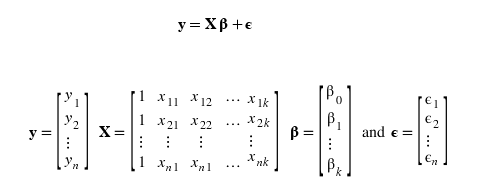 y = X β + ϵ
y = [y₁ y₂ ⋮ yₙ] X = [1 x₁₁ x₁₂ … x₁ₖ; 1 x₂₁ x₂₂ … x₂ₖ; ⋮ ⋮ ⋮ ⋮; 1 xₙ₁ xₙ₁ … xₙₖ] β = [β₀ β₁ ⋮ βₖ] and ϵ = [ϵ₁ ϵ₂ ⋮ ϵₙ]